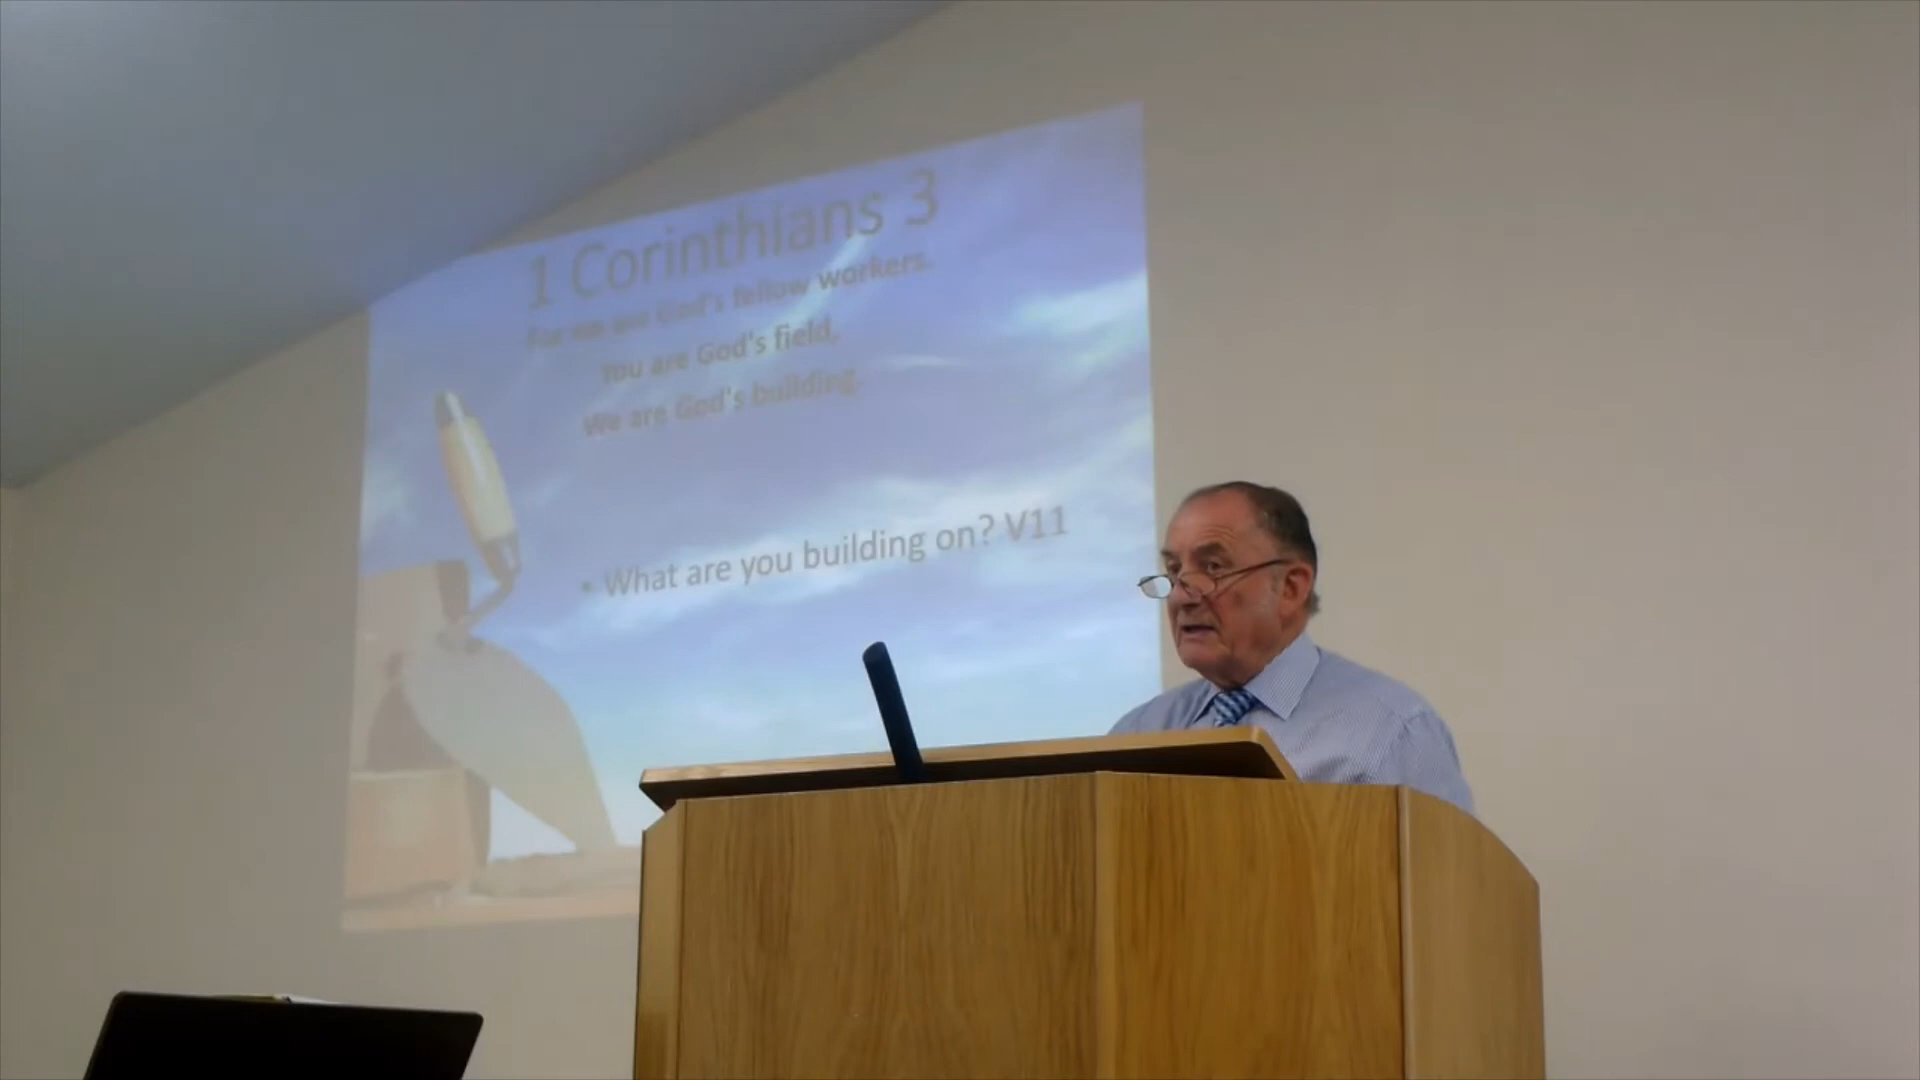 1 Corinthians 3
For we are God's fellow workers.
You are God's field,
We are God's building.
• What are you building on? V11